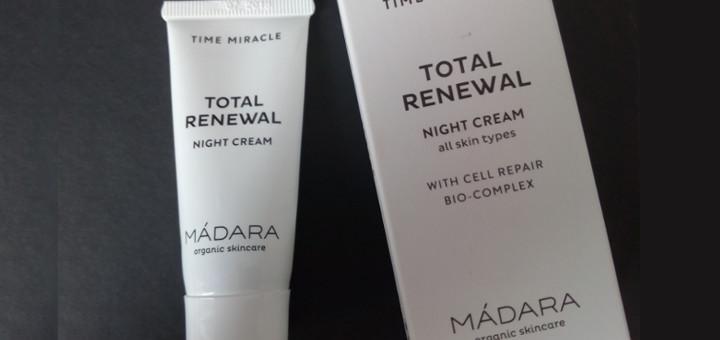 TIME MIRACLE
TOTAL
RENEWAL
NIGHT CREAM
MÁDARA
organic skincare
TOTAL
RENEWAL
NIGHT CREAM
all skin types
WITH CELL REPAIR
BIO-COMPLEX
MÁDARA
organic skincare